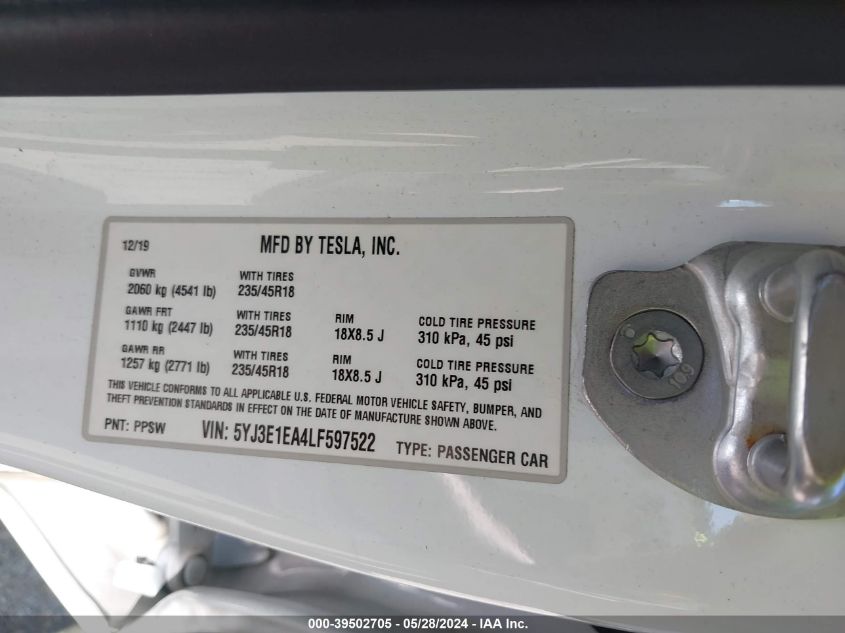 12/19 MFD BY TESLA, INC.
GVWR WITH TIRES
2060 kg (4541 lb) 235/45R18
GAWR FRT WITH TIRES RIM COLD TIRE PRESSURE
1110 kg (2447 lb) 235/45R18 18X8.5 J 310 kPa, 45 psi
GAWR RR WITH TIRES RIM COLD TIRE PRESSURE
1257 kg (2771 lb) 235/45R18 18X8.5 J 310 kPa, 45 psi
THIS VEHICLE CONFORMS TO ALL APPLICABLE U.S. FEDERAL MOTOR VEHICLE SAFETY, BUMPER, AND
THEFT PREVENTION STANDARDS IN EFFECT ON THE DATE OF MANUFACTURE SHOWN ABOVE.
PNT: PPSW VIN: 5YJ3E1EA4LF597522 TYPE: PASSENGER CAR
109
000-39502705 - 05/28/2024 - IAA Inc.